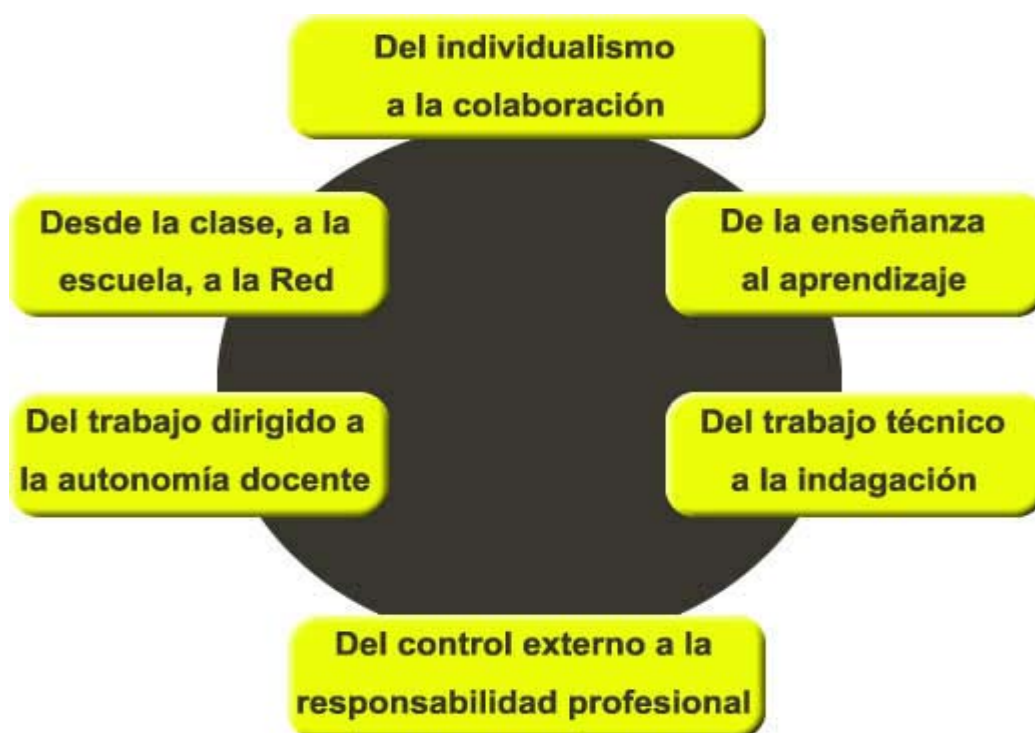 Del individualismo
a la colaboración
Desde la clase, a la
escuela, a la Red
De la enseñanza
al aprendizaje
Del trabajo dirigido a
la autonomía docente
Del trabajo técnico
a la indagación
Del control externo a la
responsabilidad profesional